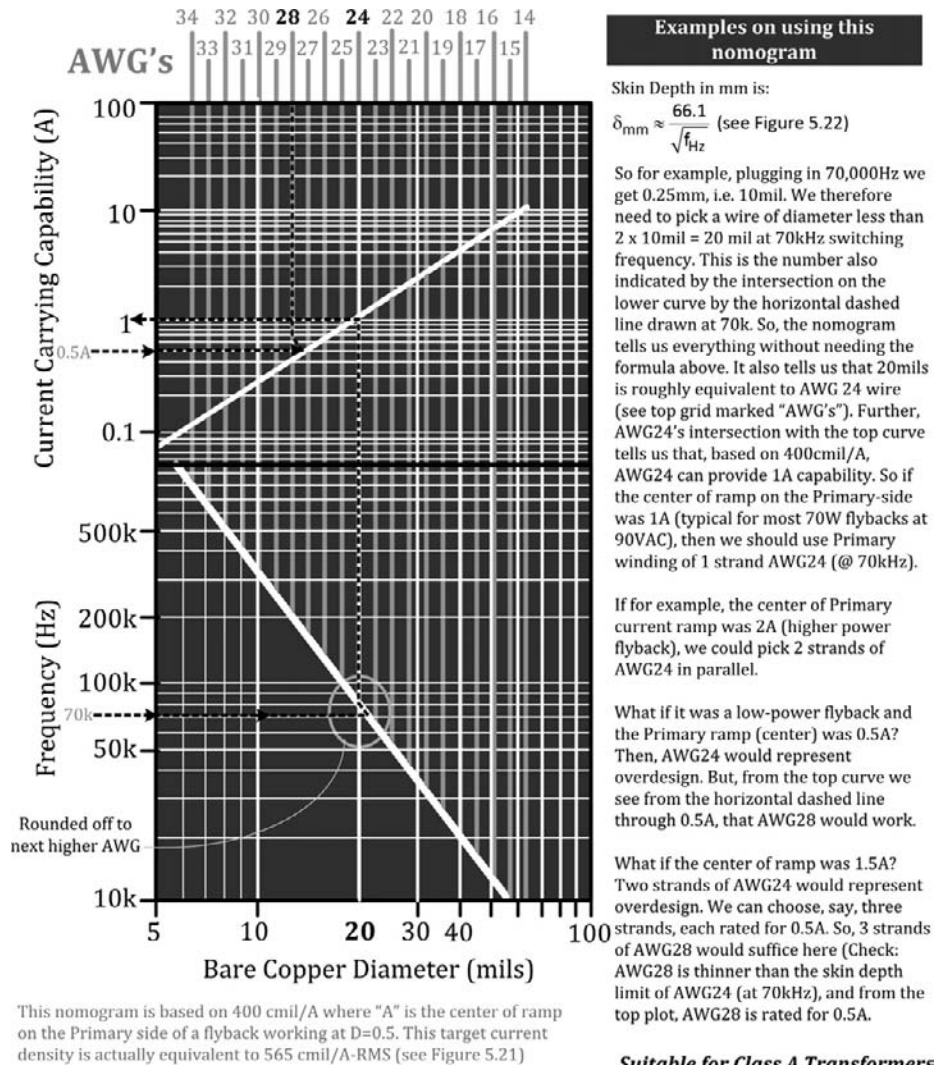 34 32 30 28 26 24 22 20 18 16 14
33 31 29 27 25 23 21 19 17 15
AWG's
Current Carrying Capability (A)
100
10
1
0.5A
0.1
Frequency (Hz)
500k
200k
100k
70k
50k
10k
Rounded off to
next higher AWG
5 10 20 30 40 100
Bare Copper Diameter (mils)
This nomogram is based on 400 cmil/A where "A" is the center of ramp
on the Primary side of a flyback working at D=0.5. This target current
density is actually equivalent to 565 cmil/A-RMS (see Figure 5.21)
Examples on using this
nomogram
Skin Depth in mm is:
δmm ≈ 66.1 / √fHz (see Figure 5.22)
So for example, plugging in 70,000Hz we
get 0.25mm, i.e. 10mil. We therefore
need to pick a wire of diameter less than
2 x 10mil = 20 mil at 70kHz switching
frequency. This is the number also
indicated by the intersection on the
lower curve by the horizontal dashed
line drawn at 70k. So, the nomogram
tells us everything without needing the
formula above. It also tells us that 20mils
is roughly equivalent to AWG 24 wire
(see top grid marked "AWG's"). Further,
AWG24's intersection with the top curve
tells us that, based on 400cmil/A,
AWG24 can provide 1A capability. So if
the center of ramp on the Primary-side
was 1A (typical for most 70W flybacks at
90VAC), then we should use Primary
winding of 1 strand AWG24 (@ 70kHz).
If for example, the center of Primary
current ramp was 2A (higher power
flyback), we could pick 2 strands of
AWG24 in parallel.
What if it was a low-power flyback and
the Primary ramp (center) was 0.5A?
Then, AWG24 would represent
overdesign. But, from the top curve we
see from the horizontal dashed line
through 0.5A, that AWG28 would work.
What if the center of ramp was 1.5A?
Two strands of AWG24 would represent
overdesign. We can choose, say, three
strands, each rated for 0.5A. So, 3 strands
of AWG28 would suffice here (Check:
AWG28 is thinner than the skin depth
limit of AWG24 (at 70kHz), and from the
top plot, AWG28 is rated for 0.5A.
Suitable for Class A Transformers